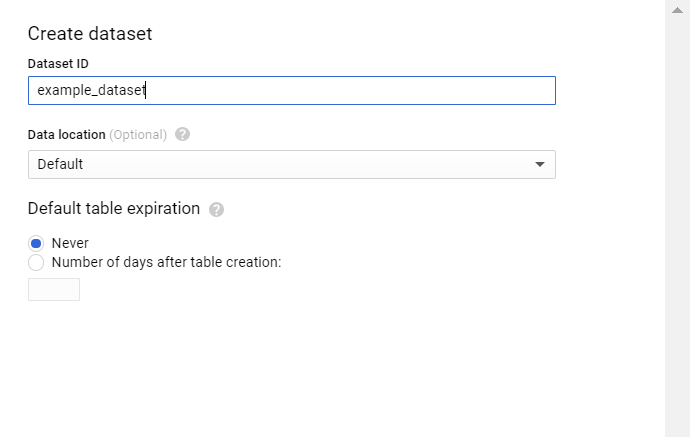 Create dataset
Dataset ID
example_dataset
Data location (Optional) ?
Default
Default table expiration ?
Never
Number of days after table creation: